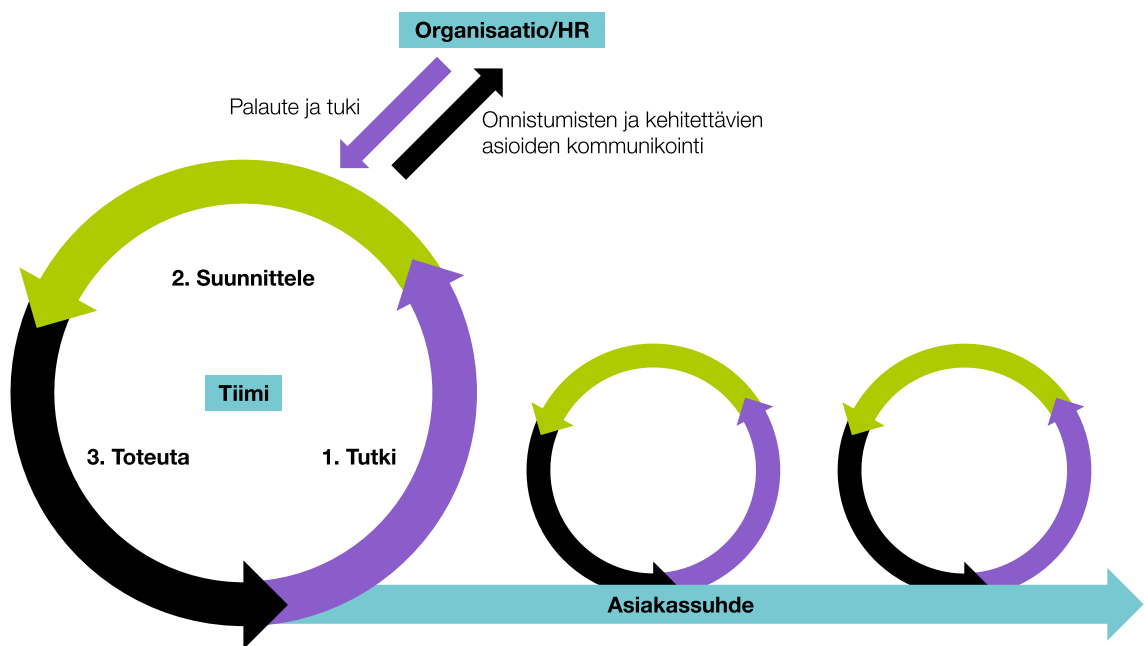 Organisaatio/HR
Palaute ja tuki
Onnistumisten ja kehitettävien
asioiden kommunikointi
2. Suunnittele
Tiimi
3. Toteuta
1. Tutki
Asiakassuhde